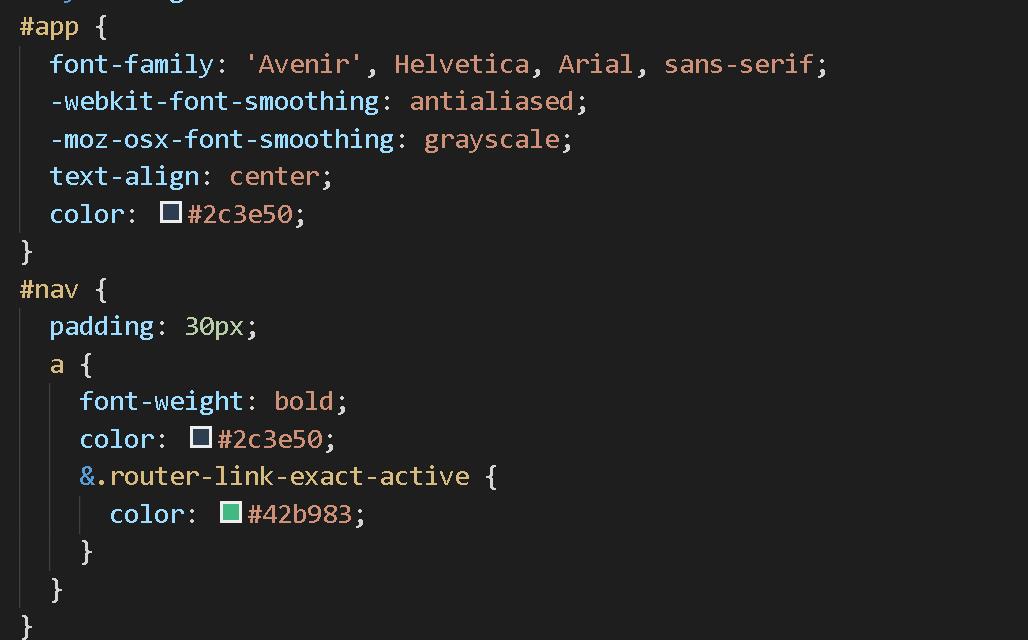 #app {
  font-family: 'Avenir', Helvetica, Arial, sans-serif;
  -webkit-font-smoothing: antialiased;
  -moz-osx-font-smoothing: grayscale;
  text-align: center;
  color: #2c3e50;
}
#nav {
  padding: 30px;
  a {
    font-weight: bold;
    color: #2c3e50;
    &.router-link-exact-active {
      color: #42b983;
    }
  }
}